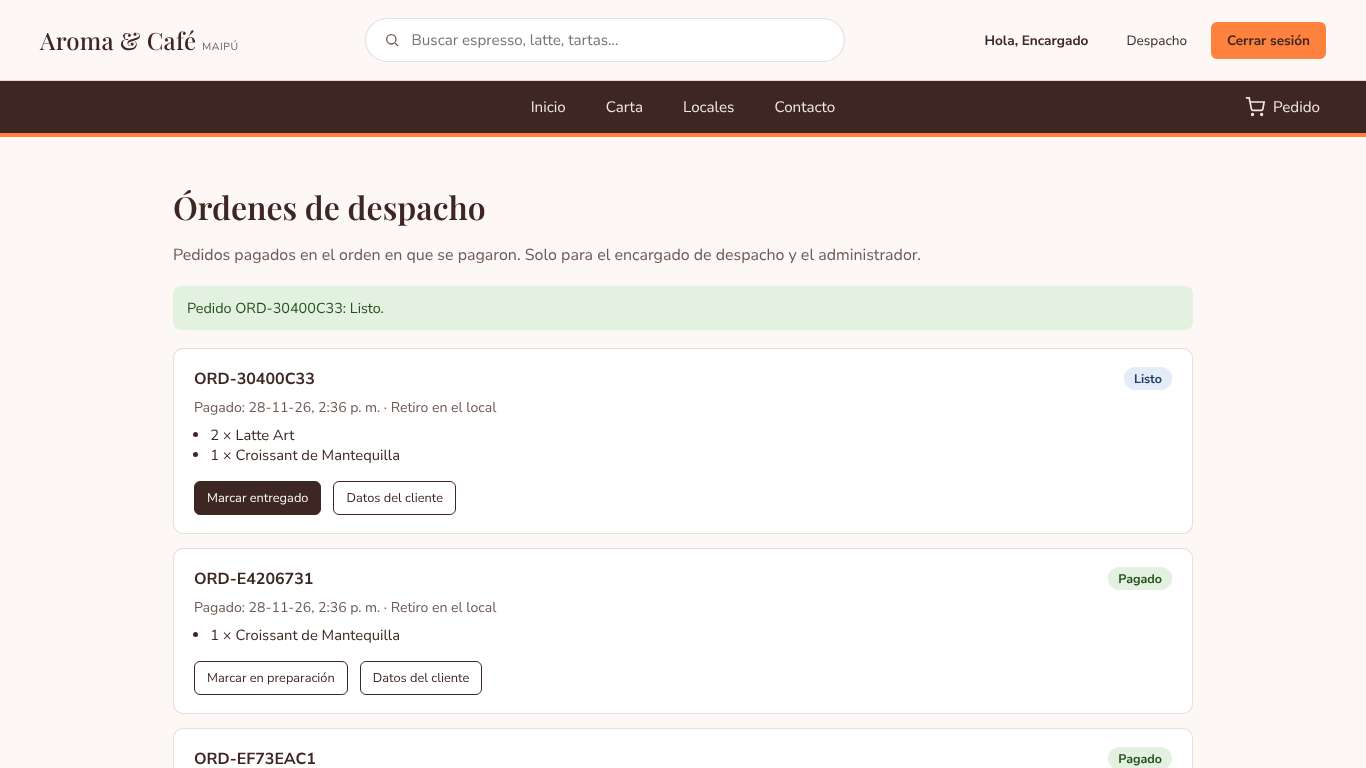 Aroma & Café MAIPÚ
Buscar espresso, latte, tartas...
Hola, Encargado
Despacho
Cerrar sesión
Inicio
Carta
Locales
Contacto
Pedido
Órdenes de despacho
Pedidos pagados en el orden en que se pagaron. Solo para el encargado de despacho y el administrador.
Pedido ORD-30400C33: Listo.
ORD-30400C33
Listo
Pagado: 28-11-26, 2:36 p. m. · Retiro en el local
2 × Latte Art
1 × Croissant de Mantequilla
Marcar entregado
Datos del cliente
ORD-E4206731
Pagado
Pagado: 28-11-26, 2:36 p. m. · Retiro en el local
1 × Croissant de Mantequilla
Marcar en preparación
Datos del cliente
ORD-EF73EAC1
Pagado